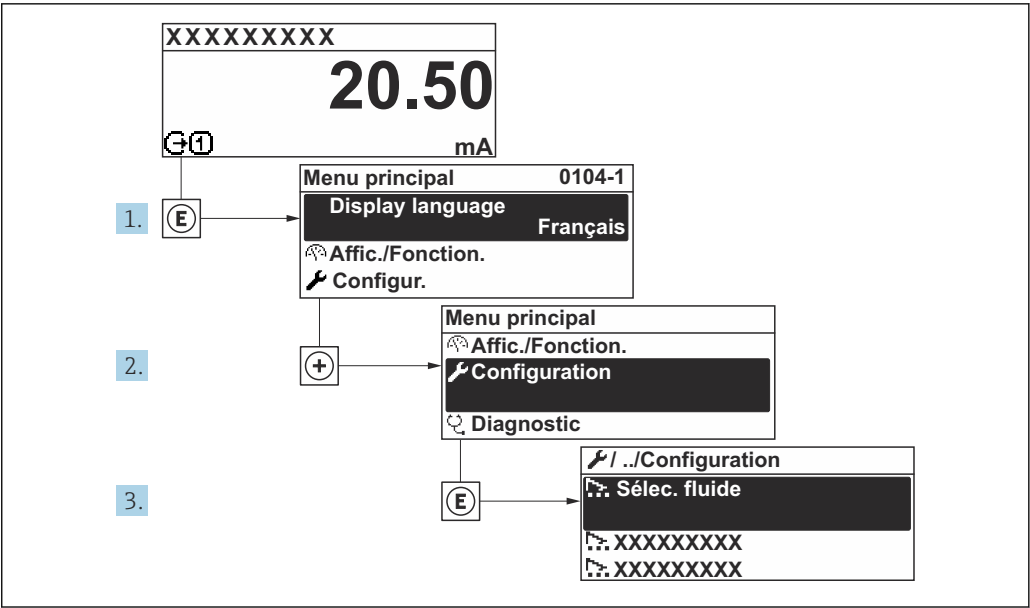 XXXXXXXXX
20.50
1
mA
Menu principal 0104-1
1.
E
Display language
Français
Affic./Fonction.
Configur.
Menu principal
2.
+
Affic./Fonction.
Configuration
Diagnostic
/ ../Configuration
3.
E
Sélec. fluide
XXXXXXXXX
XXXXXXXXX